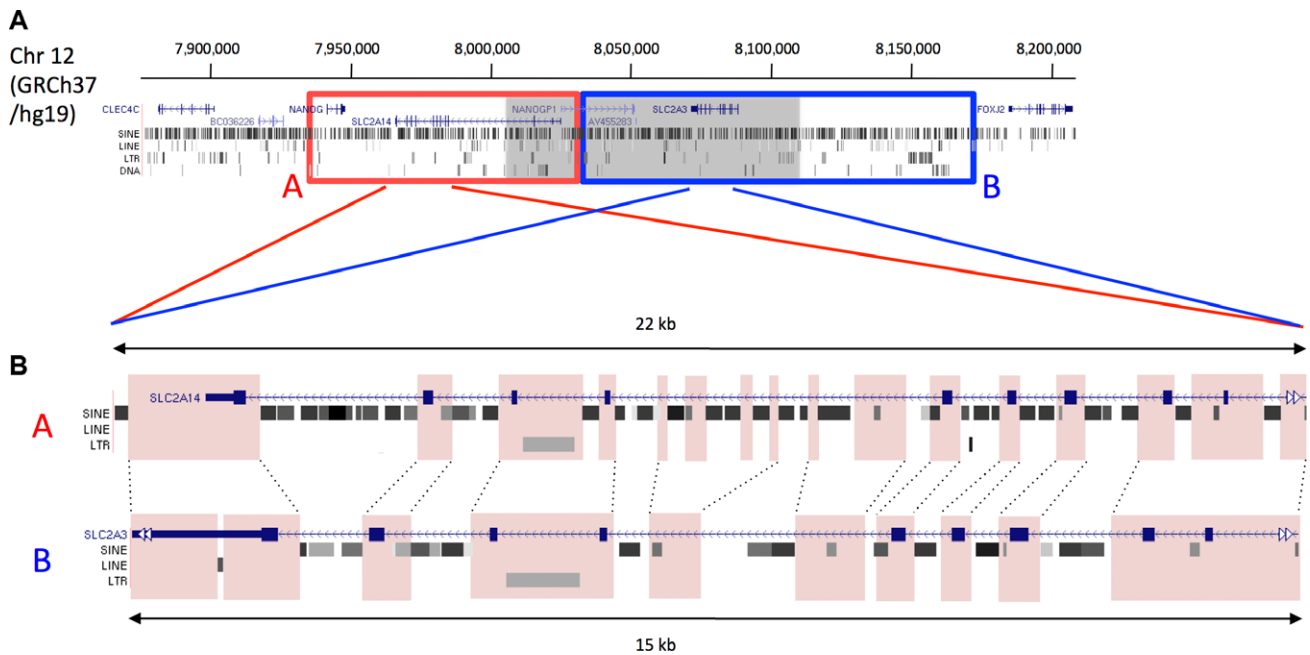 A
Chr 12
(GRCh37
/hg19)
7,900,000 7,950,000 8,000,000 8,050,000 8,100,000 8,150,000 8,200,000
CLEC4C NANOG NANOGP1 SLC2A3 FOXJ2
BC036226 SLC2A14 AY455283
SINE
LINE
LTR
DNA
A B
22 kb
B
SLC2A14
A
SINE
LINE
LTR
SLC2A3
B
SINE
LINE
LTR
15 kb